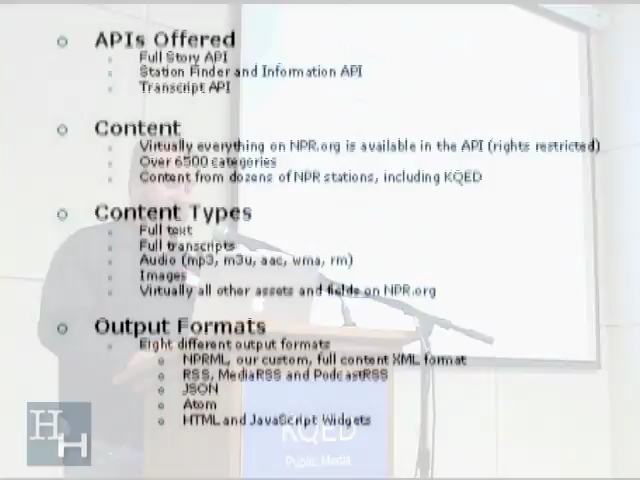 APIs Offered
Full Story API
Station Finder and Information API
Transcript API
Content
Virtually everything on NPR.org is available in the API (rights restricted)
Over 6500 categories
Content from dozens of NPR stations, including KQED
Content Types
Full text
Full transcripts
Audio (mp3, m3u, aac, wma, rm)
Images
Virtually all other assets and fields on NPR.org
Output Formats
Eight different output formats
NPRML, our custom, full content XML format
RSS, MediaRSS and PodcastRSS
JSON
Atom
HTML and JavaScript Widgets
HH
KQED
Public Media